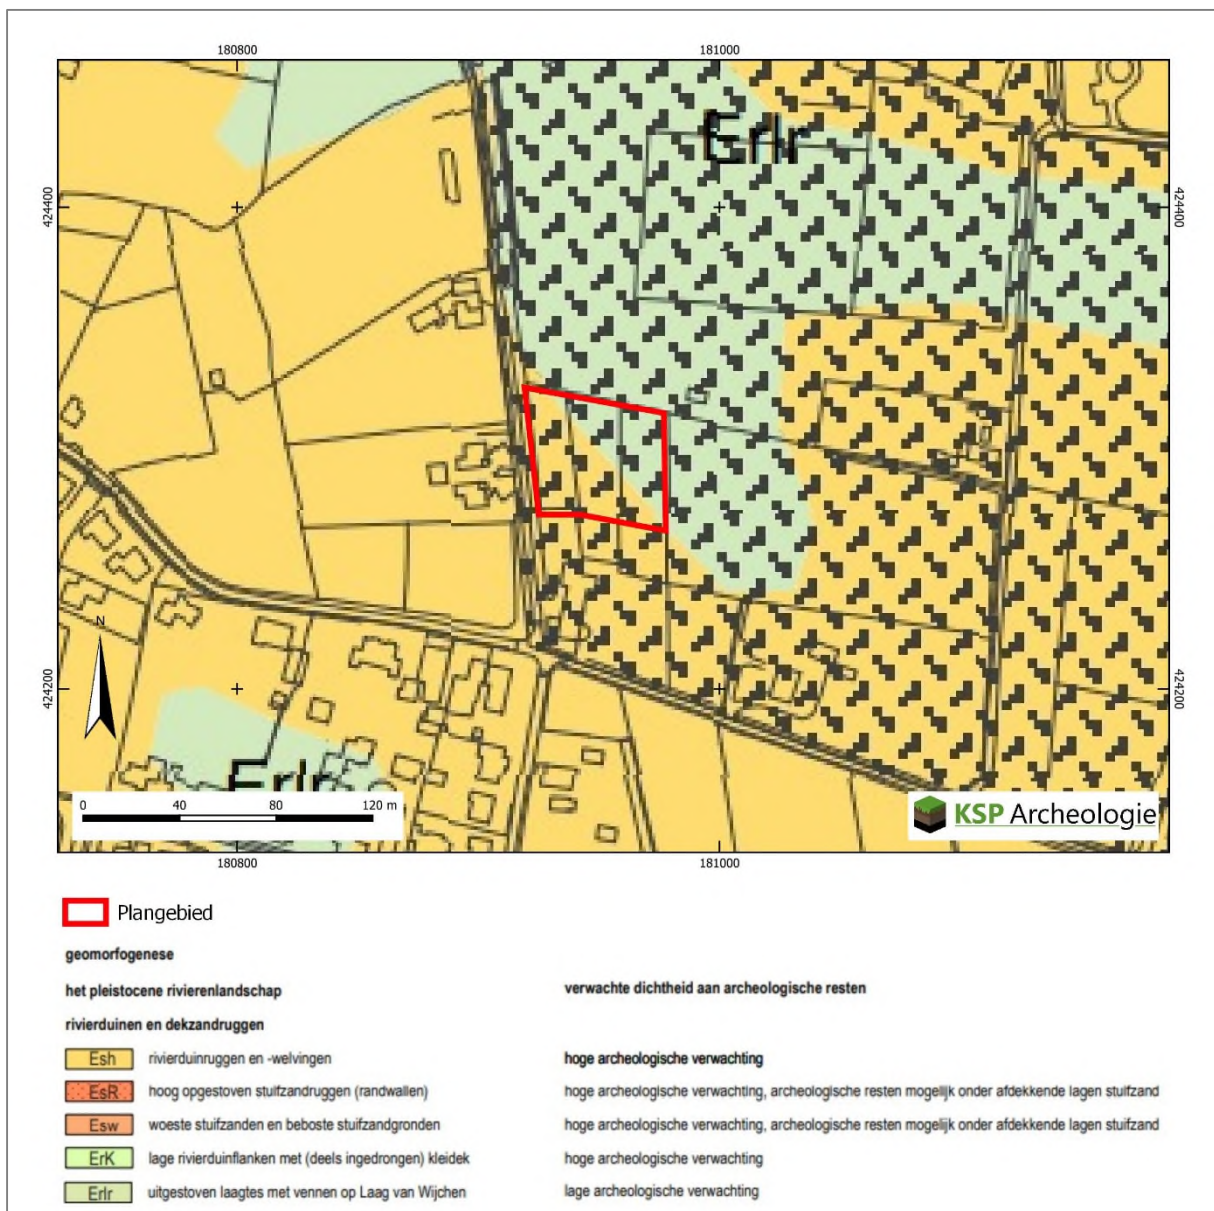 180800 181000
Erlr
424400 424400
424200 424200
N
Erlr
0 40 80 120 m
KSP Archeologie
180800 181000
Plangebied
geomorfogenese
het pleistocene rivierenlandschap verwachte dichtheid aan archeologische resten
rivierduinen en dekzandruggen
Esh rivierduinruggen en -welvingen hoge archeologische verwachting
EsR hoog opgestoven stuifzandruggen (randwallen) hoge archeologische verwachting, archeologische resten mogelijk onder afdekkende lagen stuifzand
Esw woeste stuifzanden en beboste stuifzandgronden hoge archeologische verwachting, archeologische resten mogelijk onder afdekkende lagen stuifzand
ErK lage rivierduinflanken met (deels ingedrongen) kleidek hoge archeologische verwachting
Erlr uitgestoven laagtes met vennen op Laag van Wijchen lage archeologische verwachting